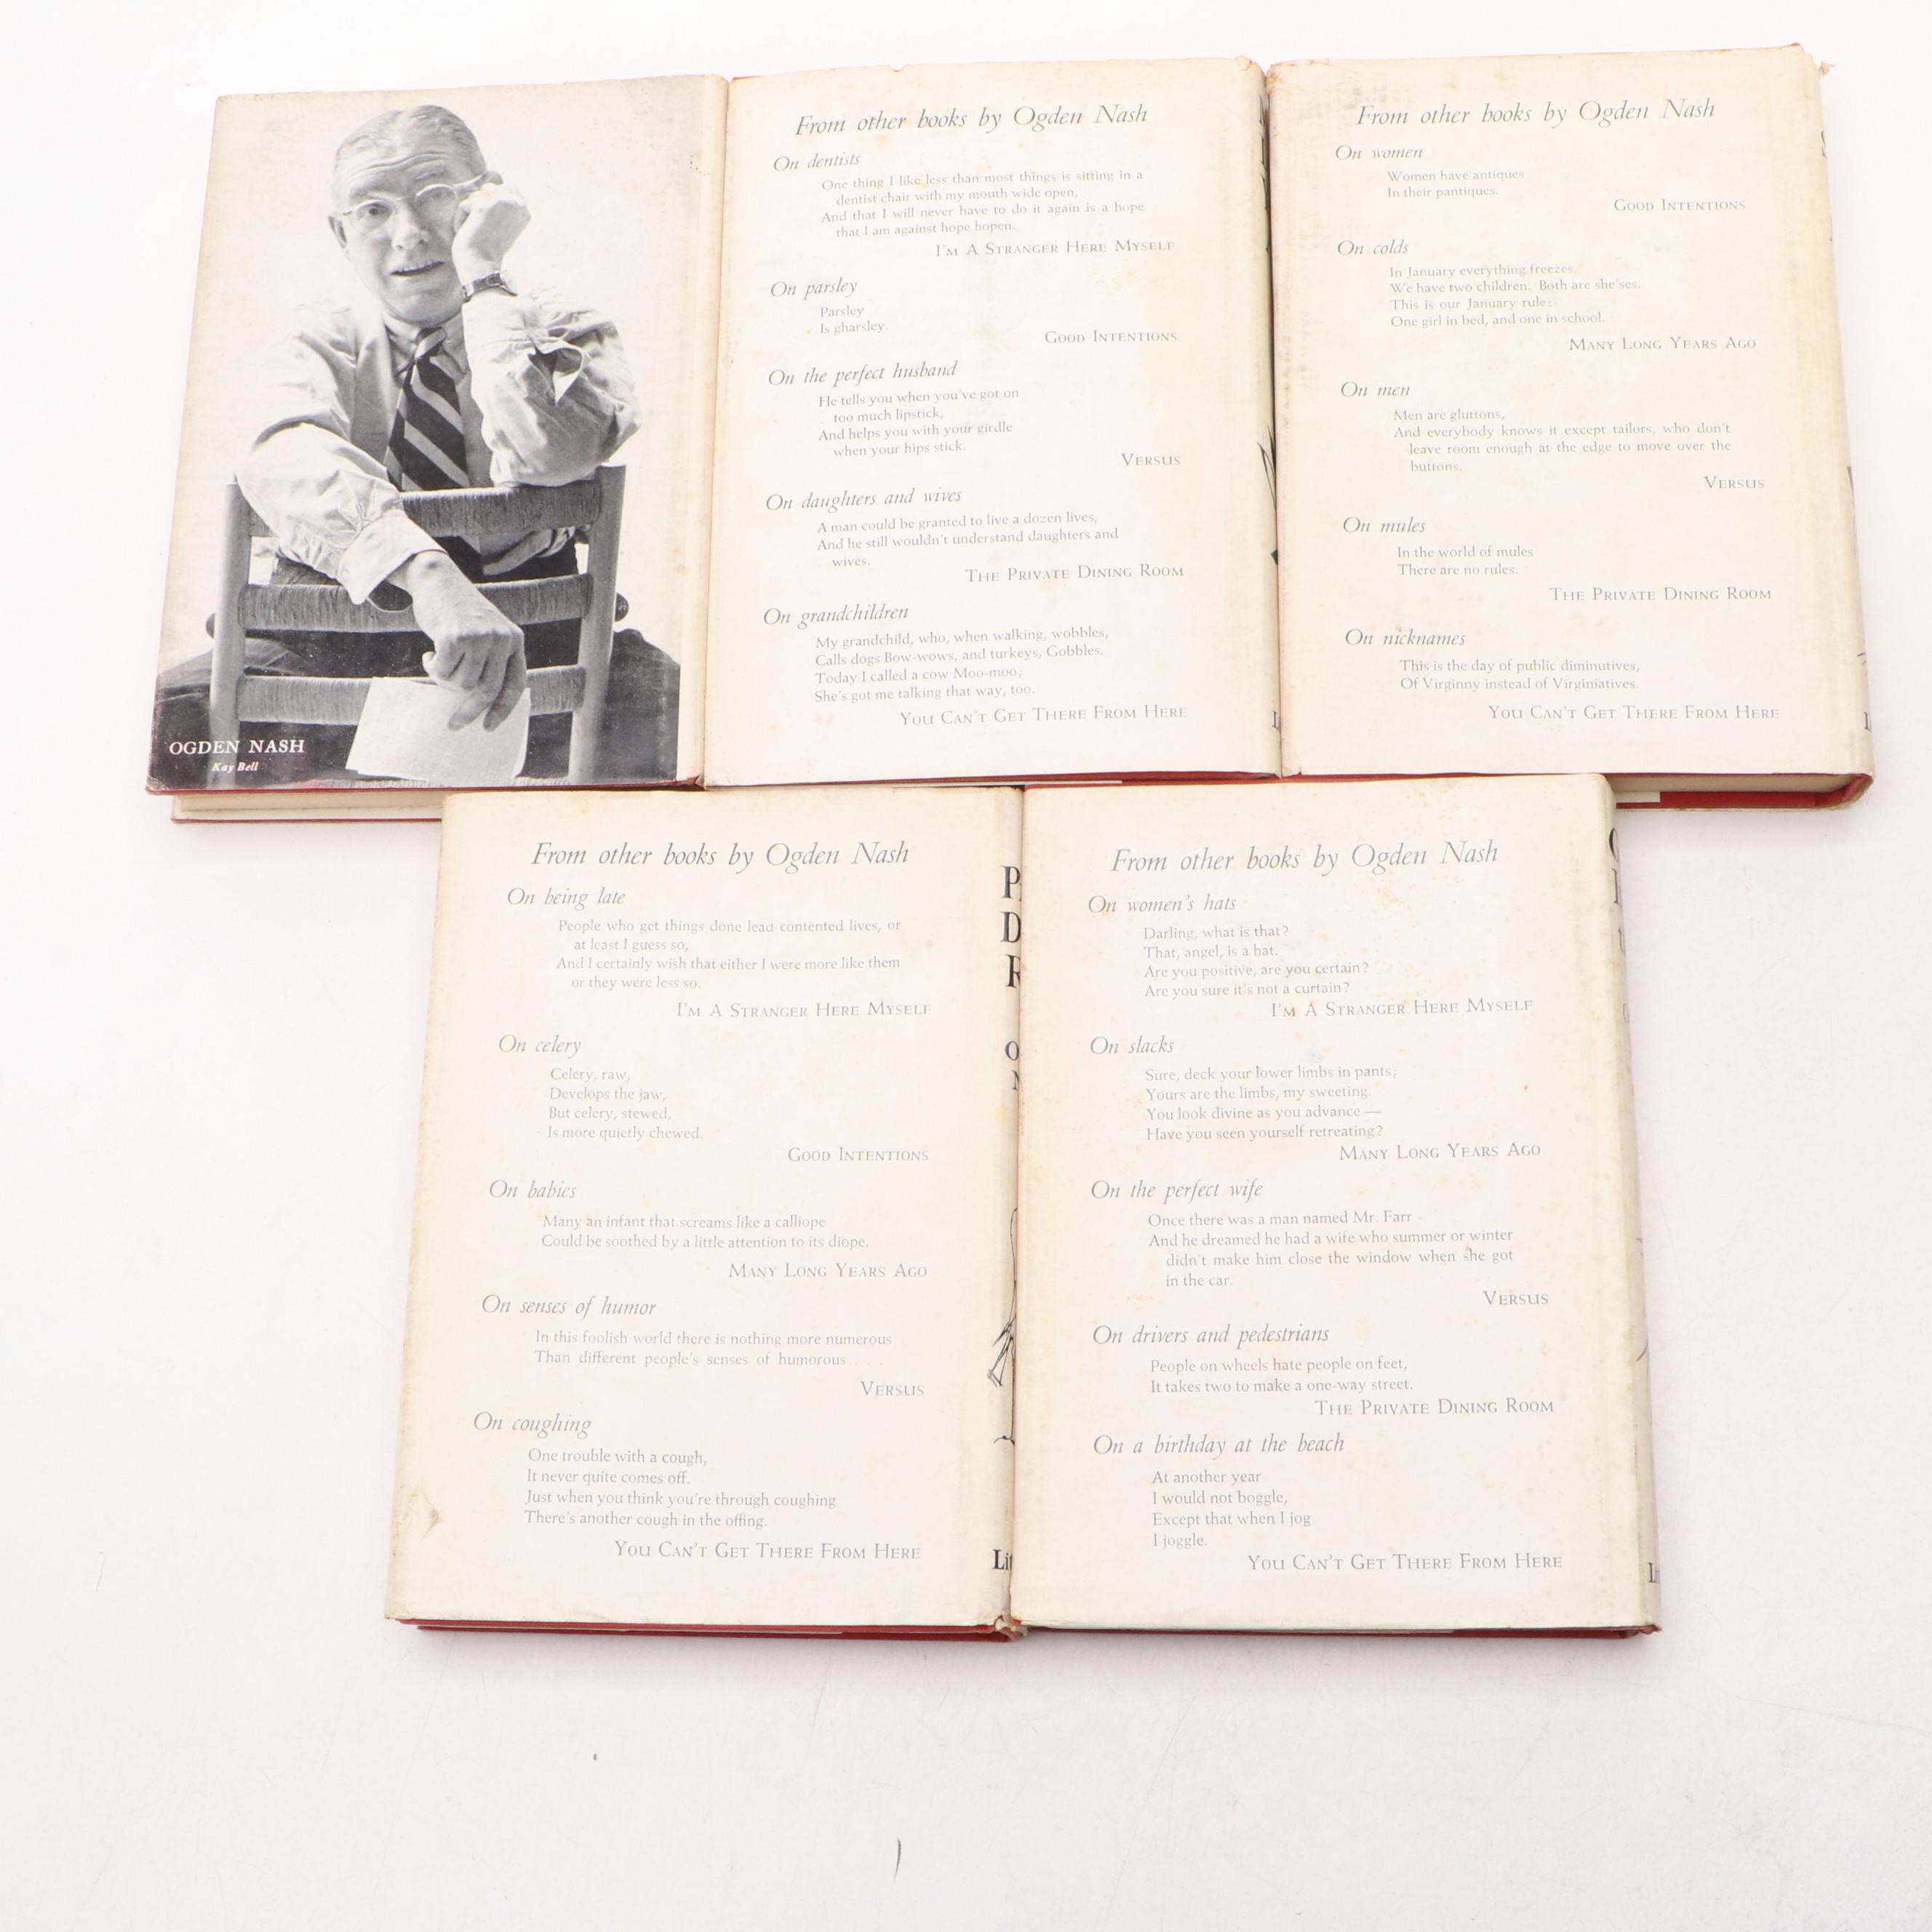 OGDEN NASH
Kay Bell
From other books by Ogden Nash
On dentists
One thing I like less than most things is sitting in a
dentist chair with my mouth wide open,
And that I will never have to do it again is a hope
that I am against hope hopen.
I'M A STRANGER HERE MYSELF
On parsley
Parsley
Is gharsley.
GOOD INTENTIONS
On the perfect husband
He tells you when you've got on
too much lipstick,
And helps you with your girdle
when your hips stick.
VERSUS
On daughters and wives
A man could be granted to live a dozen lives,
And he still wouldn't understand daughters and
wives.
THE PRIVATE DINING ROOM
On grandchildren
My grandchild, who, when walking, wobbles,
Calls dogs Bow-wows, and turkeys, Gobbles.
Today I called a cow Moo-moo;
She's got me talking that way, too.
YOU CAN'T GET THERE FROM HERE
From other books by Ogden Nash
On women
Women have antiques
In their pantiques.
GOOD INTENTIONS
On colds
In January everything freezes.
We have two children. Both are she'ses.
This is our January rule:
One girl in bed, and one in school.
MANY LONG YEARS AGO
On men
Men are gluttons,
And everybody knows it except tailors, who don't
leave room enough at the edge to move over the
buttons.
VERSUS
On mules
In the world of mules
There are no rules.
THE PRIVATE DINING ROOM
On nicknames
This is the day of public diminutives,
Of Virginny instead of Virginiatives.
YOU CAN'T GET THERE FROM HERE
From other books by Ogden Nash
On being late
People who get things done lead contented lives, or
at least I guess so,
And I certainly wish that either I were more like them
or they were less so.
I'M A STRANGER HERE MYSELF
On celery
Celery, raw,
Develops the jaw,
But celery, stewed,
Is more quietly chewed.
GOOD INTENTIONS
On babies
Many an infant that screams like a calliope
Could be soothed by a little attention to its diope.
MANY LONG YEARS AGO
On senses of humor
In this foolish world there is nothing more numerous
Than different people's senses of humorous . . . .
VERSUS
On coughing
One trouble with a cough,
It never quite comes off.
Just when you think you're through coughing
There's another cough in the offing.
YOU CAN'T GET THERE FROM HERE
From other books by Ogden Nash
On women's hats
Darling, what is that?
That, angel, is a hat.
Are you positive, are you certain?
Are you sure it's not a curtain?
I'M A STRANGER HERE MYSELF
On slacks
Sure, deck your lower limbs in pants;
Yours are the limbs, my sweeting.
You look divine as you advance —
Have you seen yourself retreating?
MANY LONG YEARS AGO
On the perfect wife
Once there was a man named Mr. Farr
And he dreamed he had a wife who summer or winter
didn't make him close the window when she got
in the car.
VERSUS
On drivers and pedestrians
People on wheels hate people on feet,
It takes two to make a one-way street.
THE PRIVATE DINING ROOM
On a birthday at the beach
At another year
I would not boggle,
Except that when I jog
I joggle.
YOU CAN'T GET THERE FROM HERE